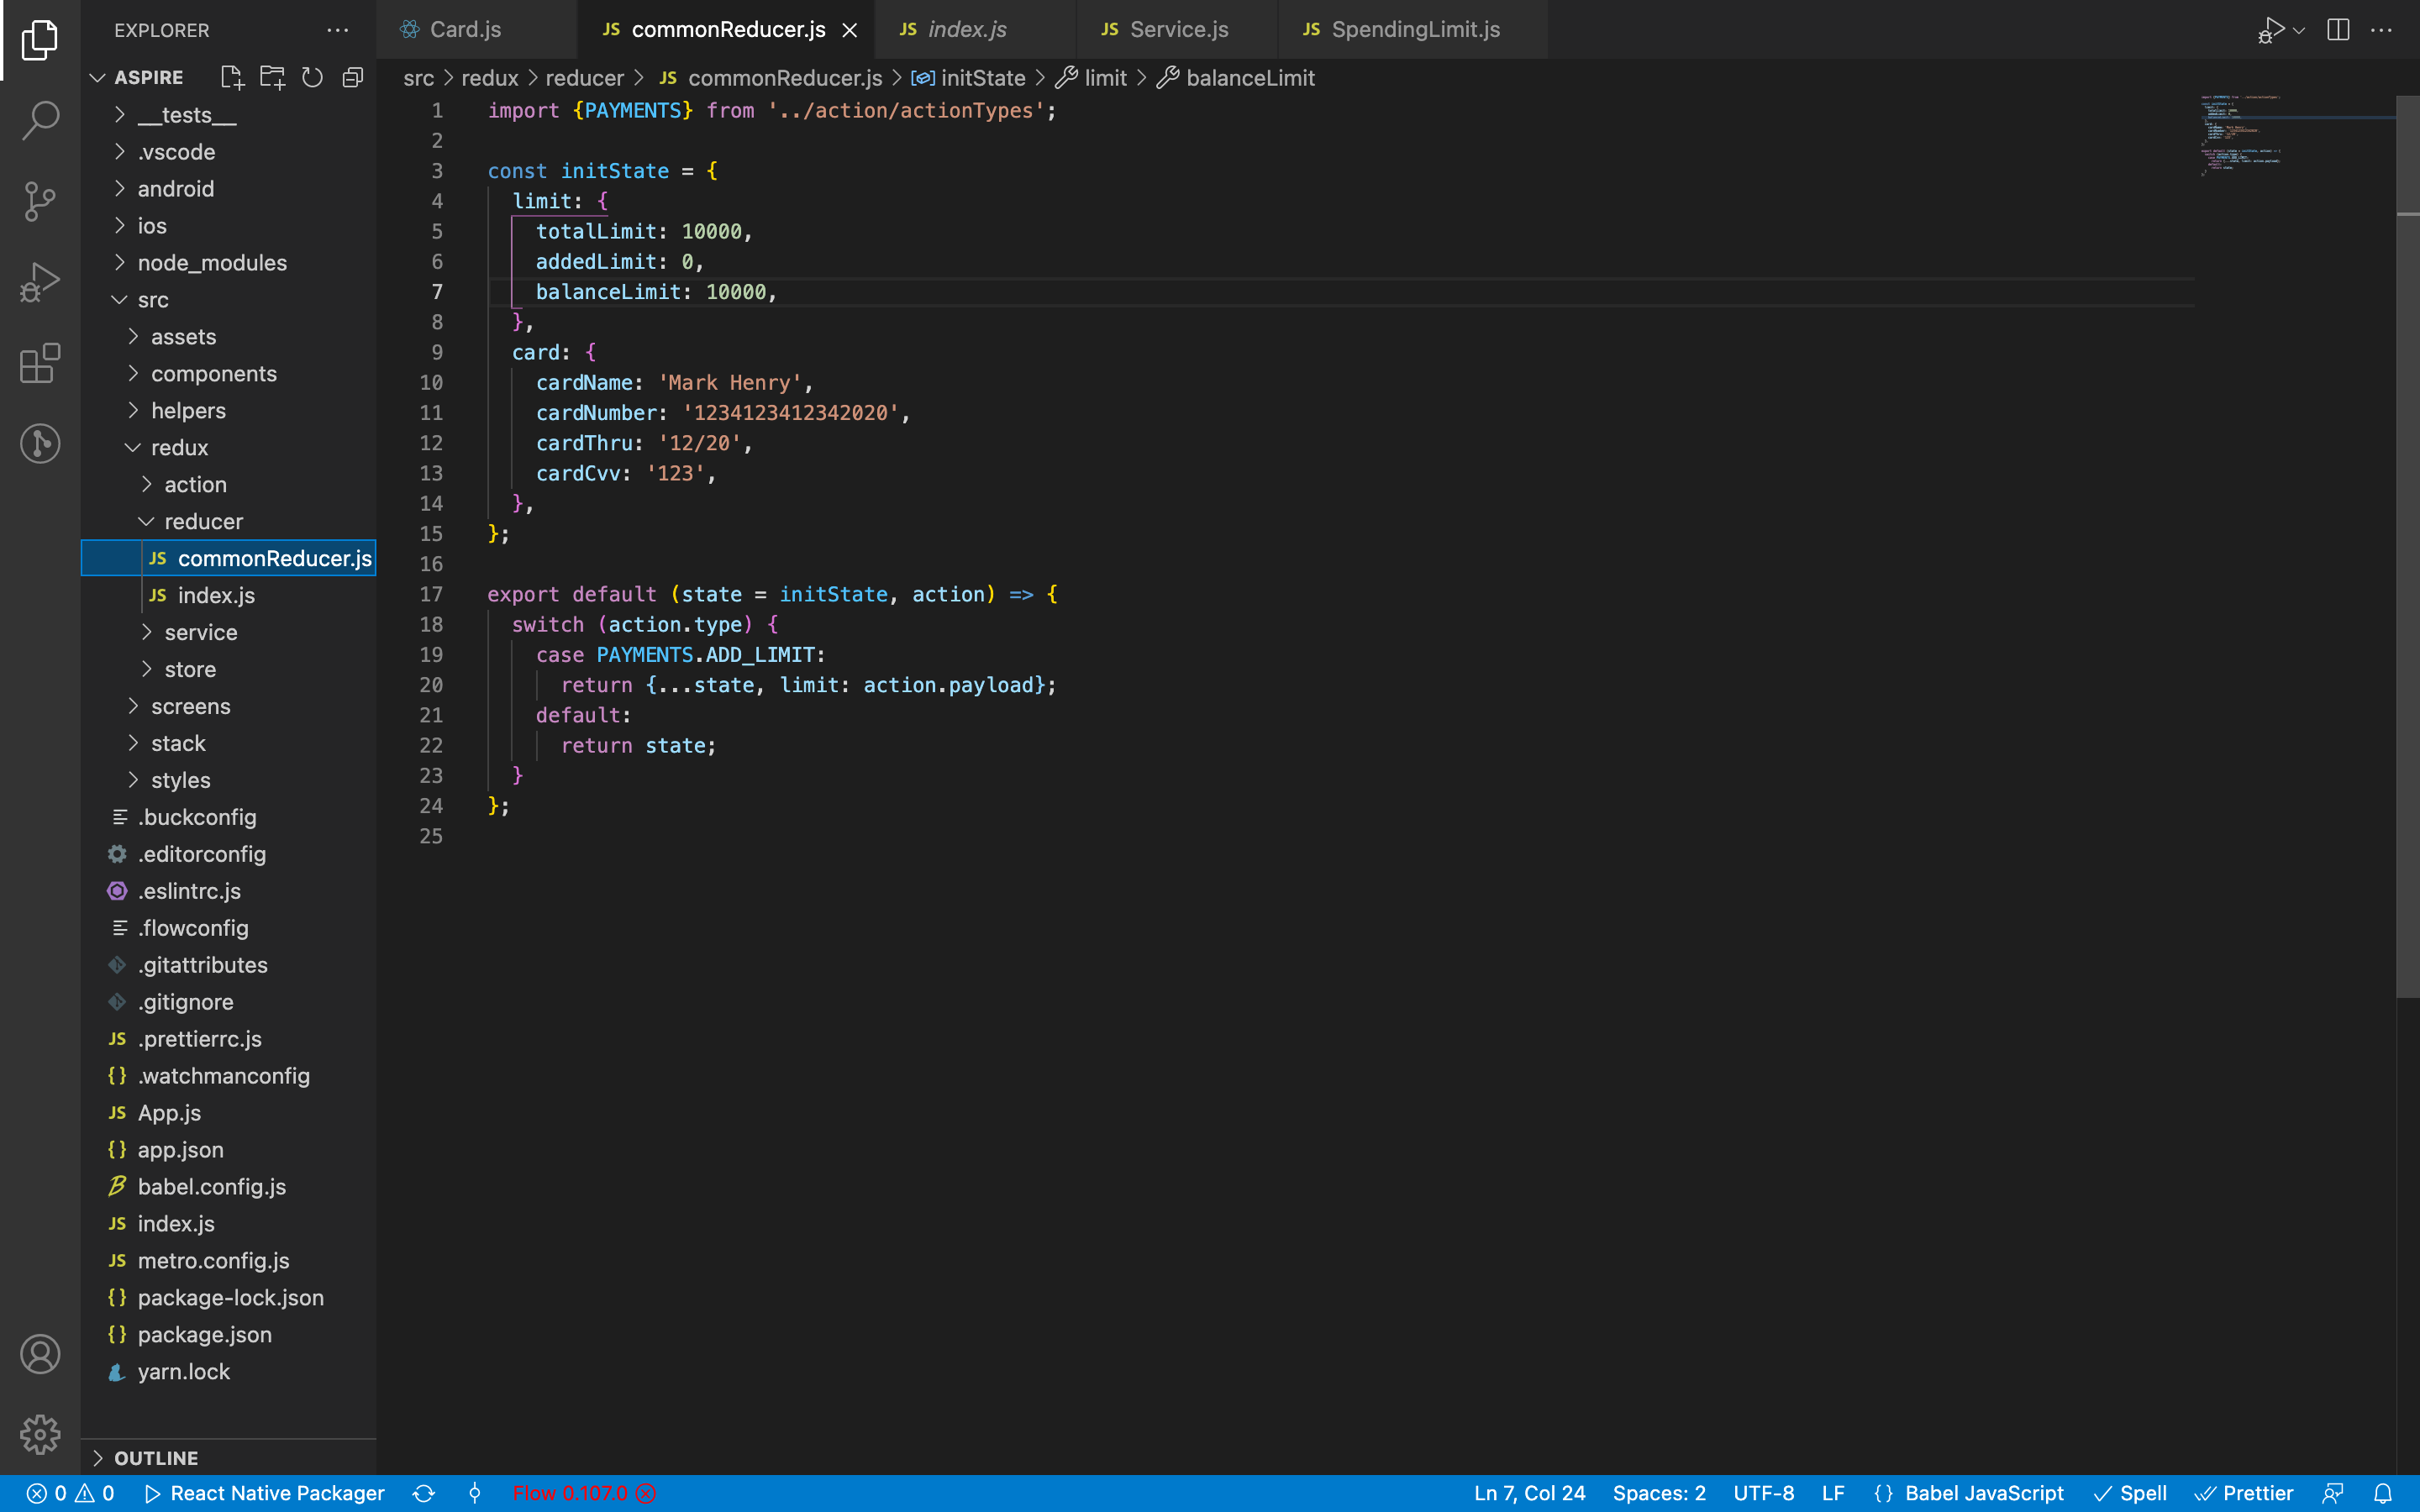 EXPLORER
ASPIRE
__tests__
.vscode
android
ios
node_modules
src
assets
components
helpers
redux
action
reducer
JS commonReducer.js
JS index.js
service
store
screens
stack
styles
.buckconfig
.editorconfig
.eslintrc.js
.flowconfig
.gitattributes
.gitignore
JS .prettierrc.js
{} .watchmanconfig
JS App.js
{} app.json
babel.config.js
JS index.js
JS metro.config.js
{} package-lock.json
{} package.json
yarn.lock
OUTLINE
Card.js JS commonReducer.js JS index.js JS Service.js JS SpendingLimit.js
src > redux > reducer > JS commonReducer.js > initState > limit > balanceLimit
1 import {PAYMENTS} from '../action/actionTypes';
2
3 const initState = {
4 limit: {
5 totalLimit: 10000,
6 addedLimit: 0,
7 balanceLimit: 10000,
8 },
9 card: {
10 cardName: 'Mark Henry',
11 cardNumber: '1234123412342020',
12 cardThru: '12/20',
13 cardCvv: '123',
14 },
15 };
16
17 export default (state = initState, action) => {
18 switch (action.type) {
19 case PAYMENTS.ADD_LIMIT:
20 return {...state, limit: action.payload};
21 default:
22 return state;
23 }
24 };
25
0 0 React Native Packager Flow 0.107.0 Ln 7, Col 24 Spaces: 2 UTF-8 LF {} Babel JavaScript Spell Prettier